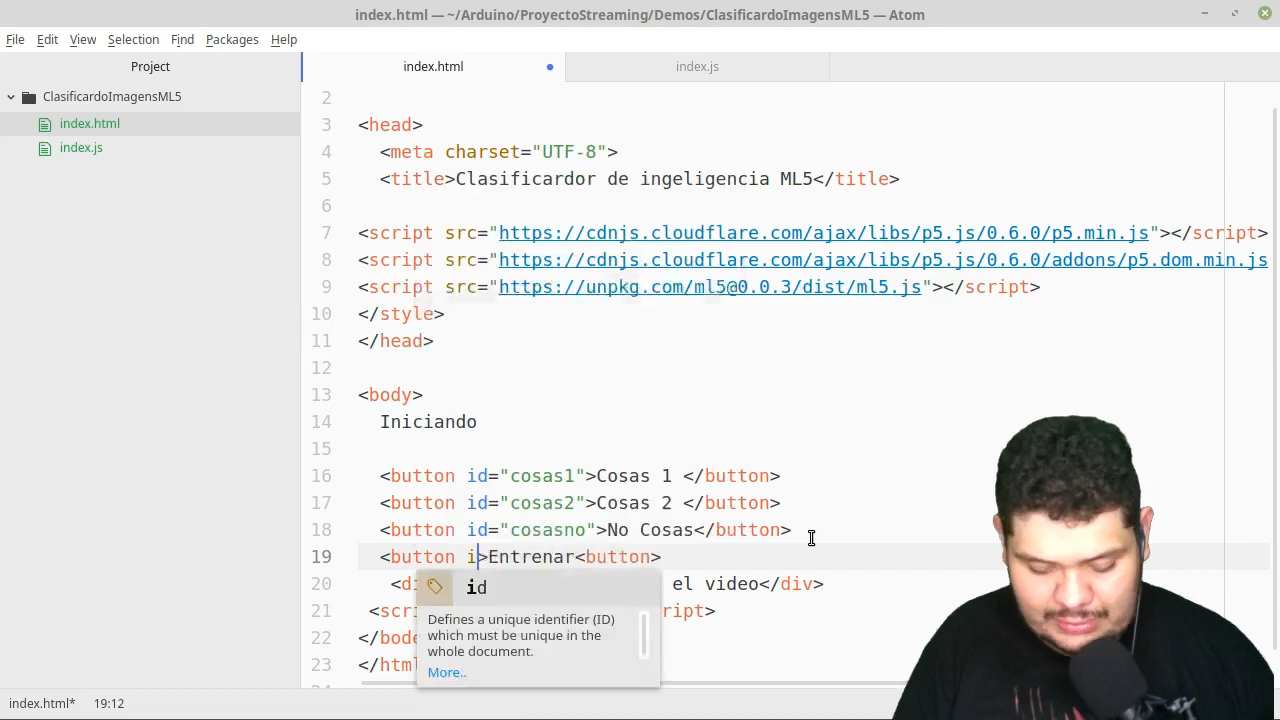 index.html — ~/Arduino/ProyectoStreaming/Demos/ClasificardoImagensML5 — Atom
File Edit View Selection Find Packages Help
Project
index.html
index.js
ClasificardoImagensML5
index.html
index.js
2
3 <head>
4 <meta charset="UTF-8">
5 <title>Clasificardor de ingeligencia ML5</title>
6
7 <script src="https://cdnjs.cloudflare.com/ajax/libs/p5.js/0.6.0/p5.min.js"></script>
8 <script src="https://cdnjs.cloudflare.com/ajax/libs/p5.js/0.6.0/addons/p5.dom.min.js
9 <script src="https://unpkg.com/ml5@0.0.3/dist/ml5.js"></script>
10 </style>
11 </head>
12
13 <body>
14 Iniciando
15
16 <button id="cosas1">Cosas 1 </button>
17 <button id="cosas2">Cosas 2 </button>
18 <button id="cosasno">No Cosas</button>
19 <button i>Entrenar<button>
20 <di el video</div>
21 <scri ript>
22 </bode
23 </html
id
Defines a unique identifier (ID)
which must be unique in the
whole document.
More..
index.html* 19:12